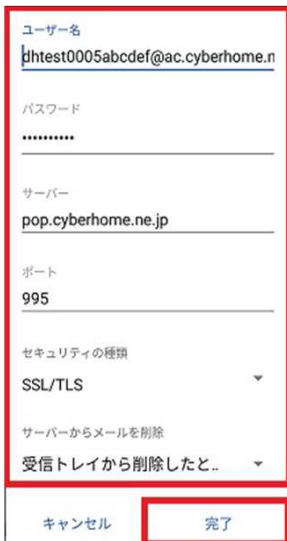 ユーザー名
dhtest0005abcdef@ac.cyberhome.n
パスワード
••••••••••
サーバー
pop.cyberhome.ne.jp
ポート
995
セキュリティの種類
SSL/TLS
サーバーからメールを削除
受信トレイから削除したと..
キャンセル
完了